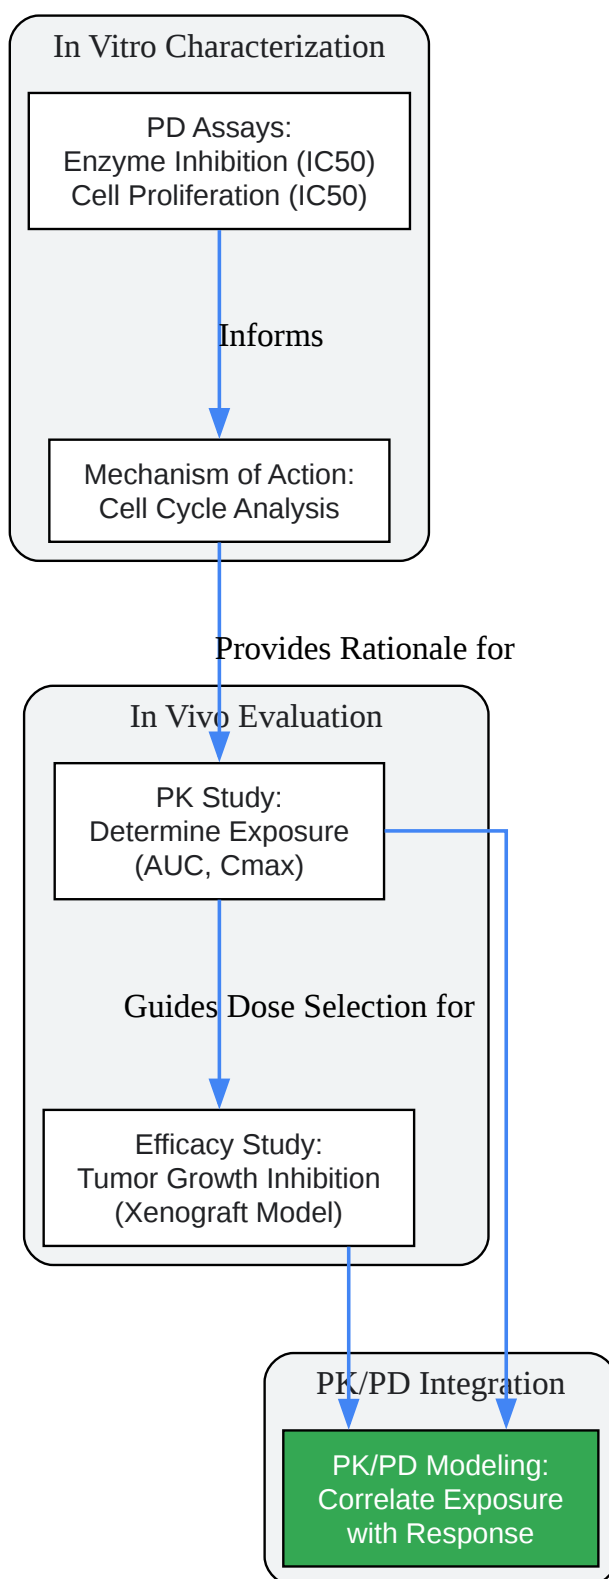 In Vitro Characterization
PD Assays:
Enzyme Inhibition (IC50)
Cell Proliferation (IC50)
Informs
Mechanism of Action:
Cell Cycle Analysis
Provides Rationale for
In Vivo Evaluation
PK Study:
Determine Exposure
(AUC, Cmax)
Guides Dose Selection for
Efficacy Study:
Tumor Growth Inhibition
(Xenograft Model)
PK/PD Integration
PK/PD Modeling:
Correlate Exposure
with Response